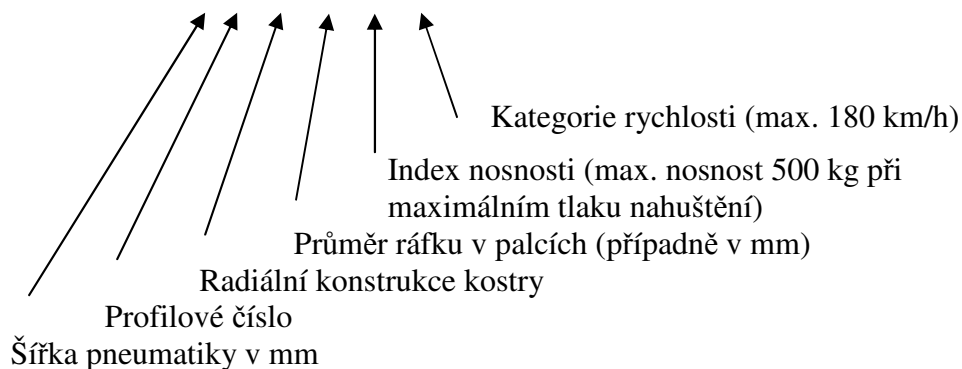 Kategorie rychlosti (max. 180 km/h)
Index nosnosti (max. nosnost 500 kg při
maximálním tlaku nahuštění)
Průměr ráfku v palcích (případně v mm)
Radiální konstrukce kostry
Profilové číslo
Šířka pneumatiky v mm